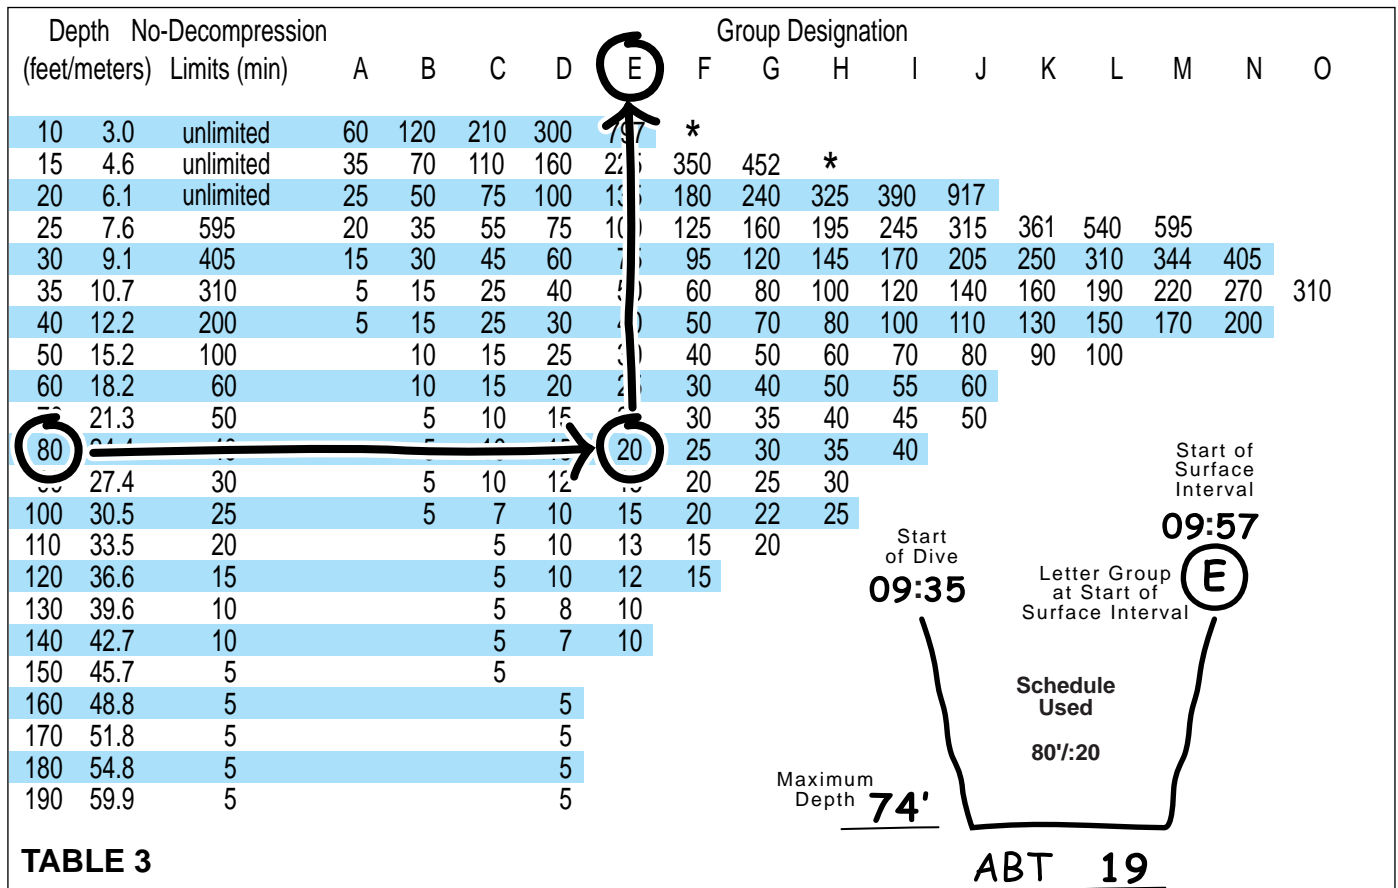 Depth No-Decompression Group Designation
(feet/meters) Limits (min) A B C D E F G H I J K L M N O
10 3.0 unlimited 60 120 210 300 797 *
15 4.6 unlimited 35 70 110 160 225 350 452 *
20 6.1 unlimited 25 50 75 100 135 180 240 325 390 917
25 7.6 595 20 35 55 75 100 125 160 195 245 315 361 540 595
30 9.1 405 15 30 45 60 75 95 120 145 170 205 250 310 344 405
35 10.7 310 5 15 25 40 50 60 80 100 120 140 160 190 220 270 310
40 12.2 200 5 15 25 30 40 50 70 80 100 110 130 150 170 200
50 15.2 100 10 15 25 30 40 50 60 70 80 90 100
60 18.2 60 10 15 20 25 30 40 50 55 60
21.3 50 5 10 15 30 35 40 45 50
80 20 25 30 35 40
27.4 30 5 10 12 20 25 30
100 30.5 25 5 7 10 15 20 22 25
110 33.5 20 5 10 13 15 20
120 36.6 15 5 10 12 15
130 39.6 10 5 8 10
140 42.7 10 5 7 10
150 45.7 5 5
160 48.8 5 5
170 51.8 5 5
180 54.8 5 5
190 59.9 5 5
TABLE 3
Start
of Dive
09:35
Start of
Surface
Interval
09:57
Letter Group
at Start of
Surface Interval
E
Schedule
Used
80'/:20
Maximum
Depth 74'
ABT 19